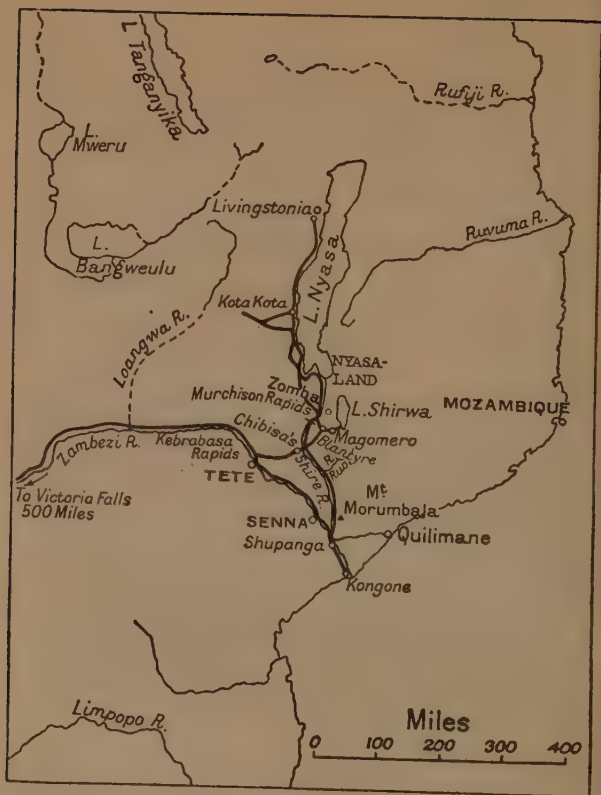 L. Tanganyika
Rufiji R.
L.
Mweru
Livingstonia
Ruvuma R.
L.
Bangweulu
L. Nyasa
Kota Kota
Loangwa R.
NYASA-
LAND
Zomba
Murchison Rapids
L. Shirwa
MOZAMBIQUE
Chibisa's
Magomero
Blantyre
Zambezi R.
Kebrabasa
Rapids
R. Ruo
TETE
Shire R.
To Victoria Falls
500 Miles
Mt.
Morumbala
SENNA
Quilimane
Shupanga
Kongone
Limpopo R.
Miles
0 100 200 300 400